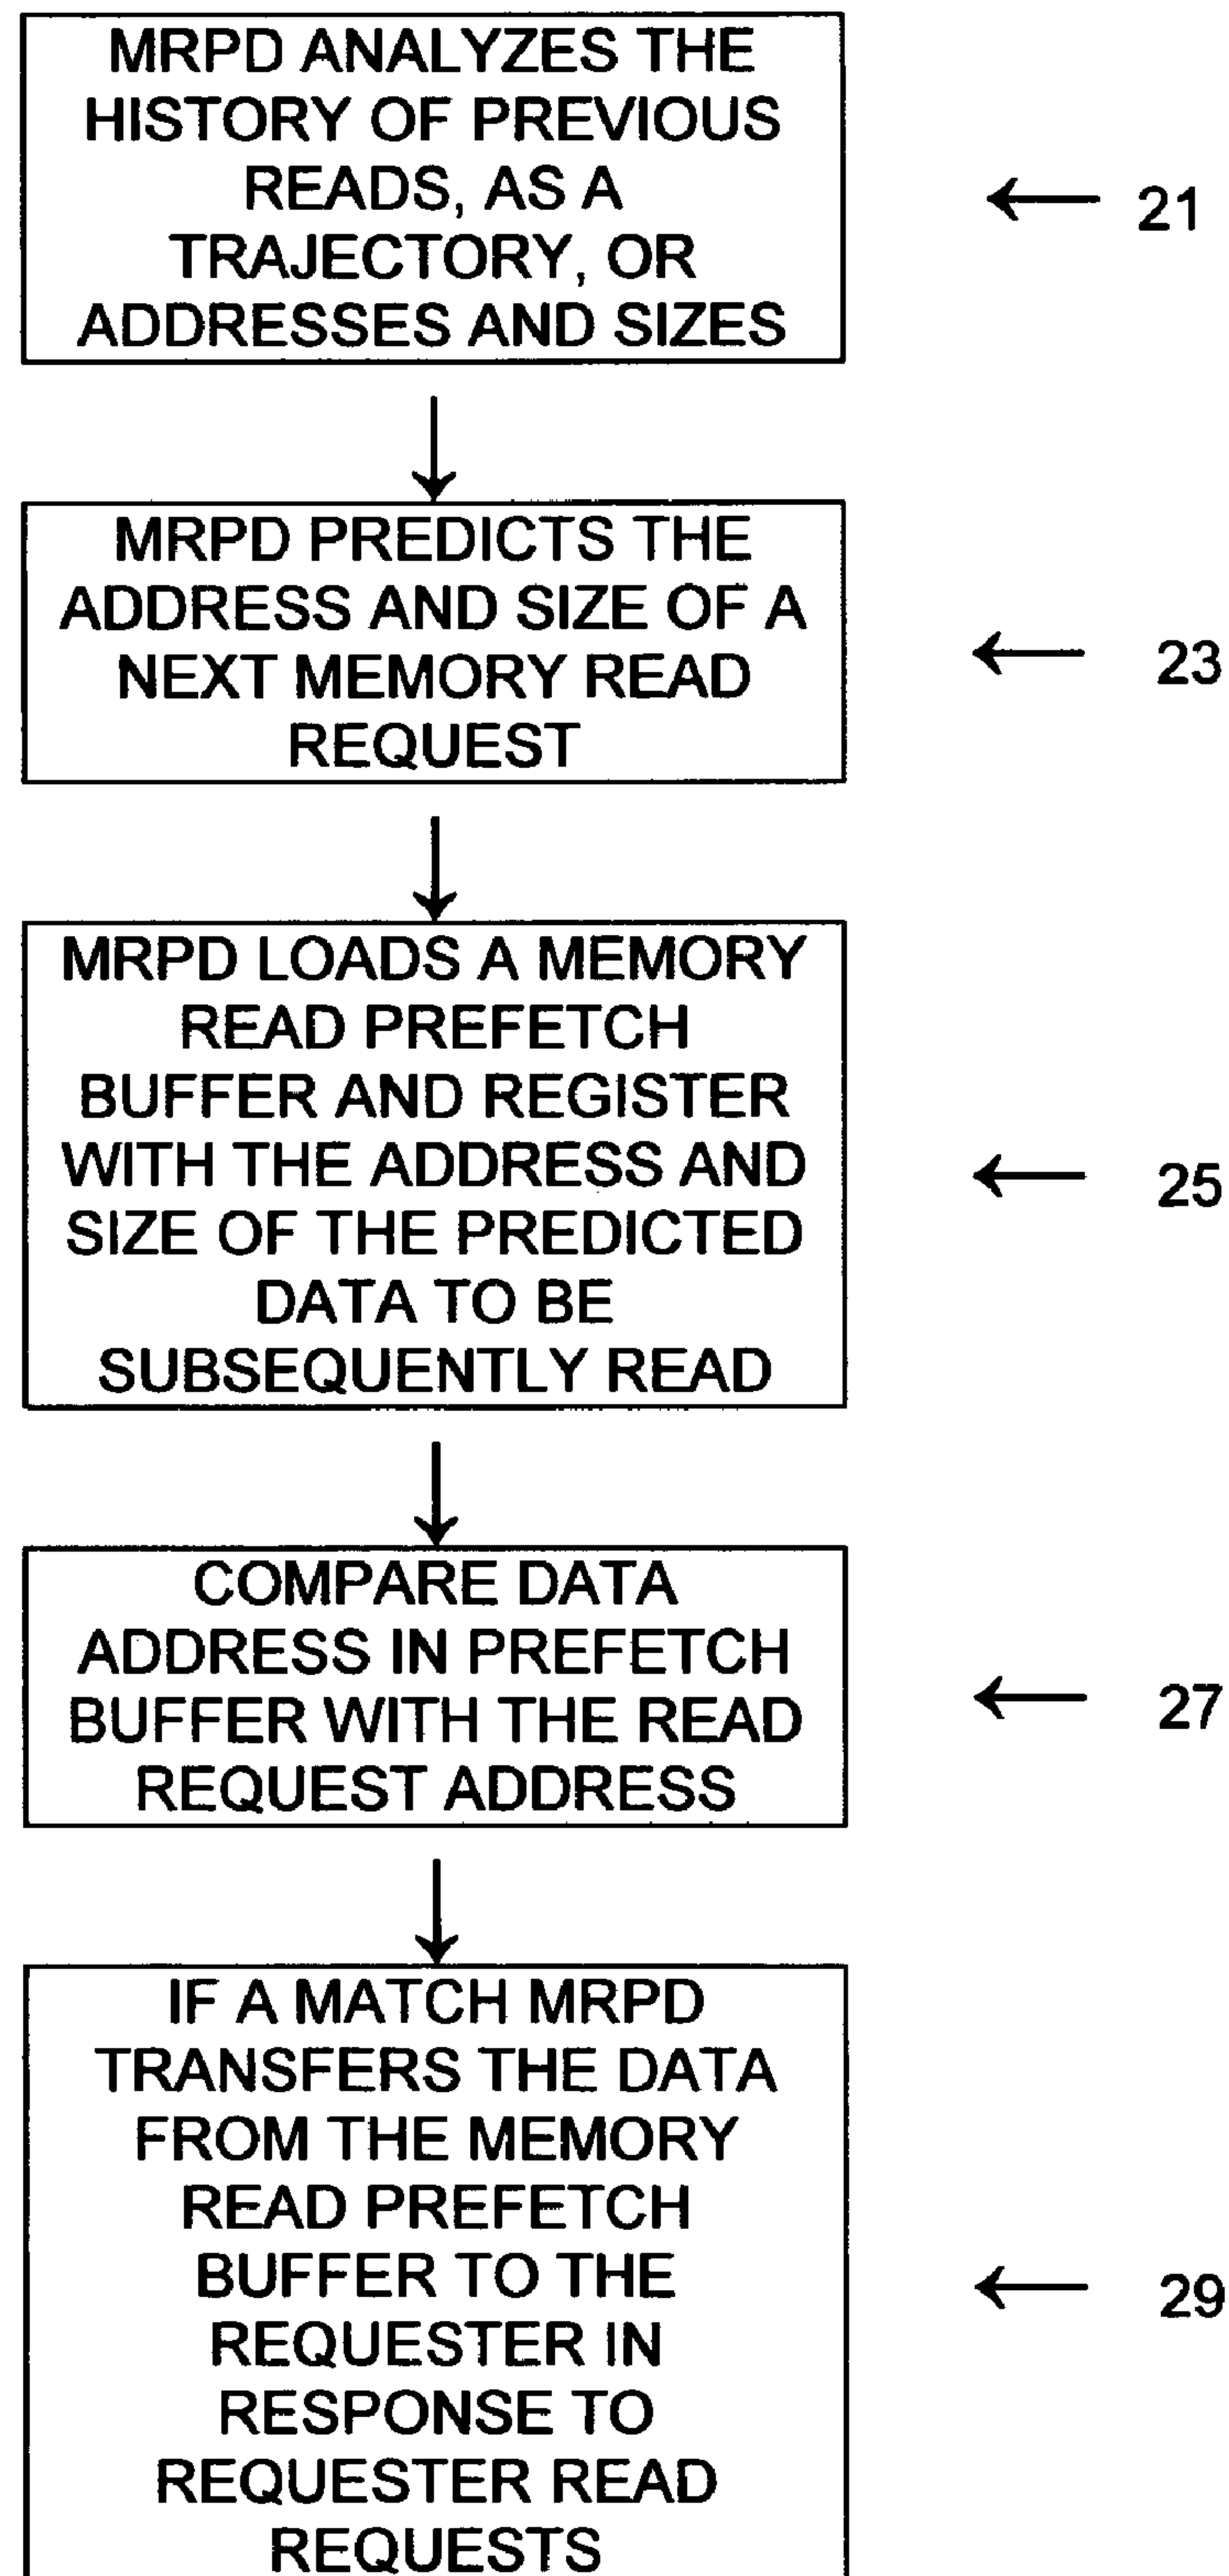 MRPD ANALYZES THE
HISTORY OF PREVIOUS
READS, AS A
TRAJECTORY, OR
ADDRESSES AND SIZES
21
MRPD PREDICTS THE
ADDRESS AND SIZE OF A
NEXT MEMORY READ
REQUEST
23
MRPD LOADS A MEMORY
READ PREFETCH
BUFFER AND REGISTER
WITH THE ADDRESS AND
SIZE OF THE PREDICTED
DATA TO BE
SUBSEQUENTLY READ
25
COMPARE DATA
ADDRESS IN PREFETCH
BUFFER WITH THE READ
REQUEST ADDRESS
27
IF A MATCH MRPD
TRANSFERS THE DATA
FROM THE MEMORY
READ PREFETCH
BUFFER TO THE
REQUESTER IN
RESPONSE TO
REQUESTER READ
REQUESTS
29